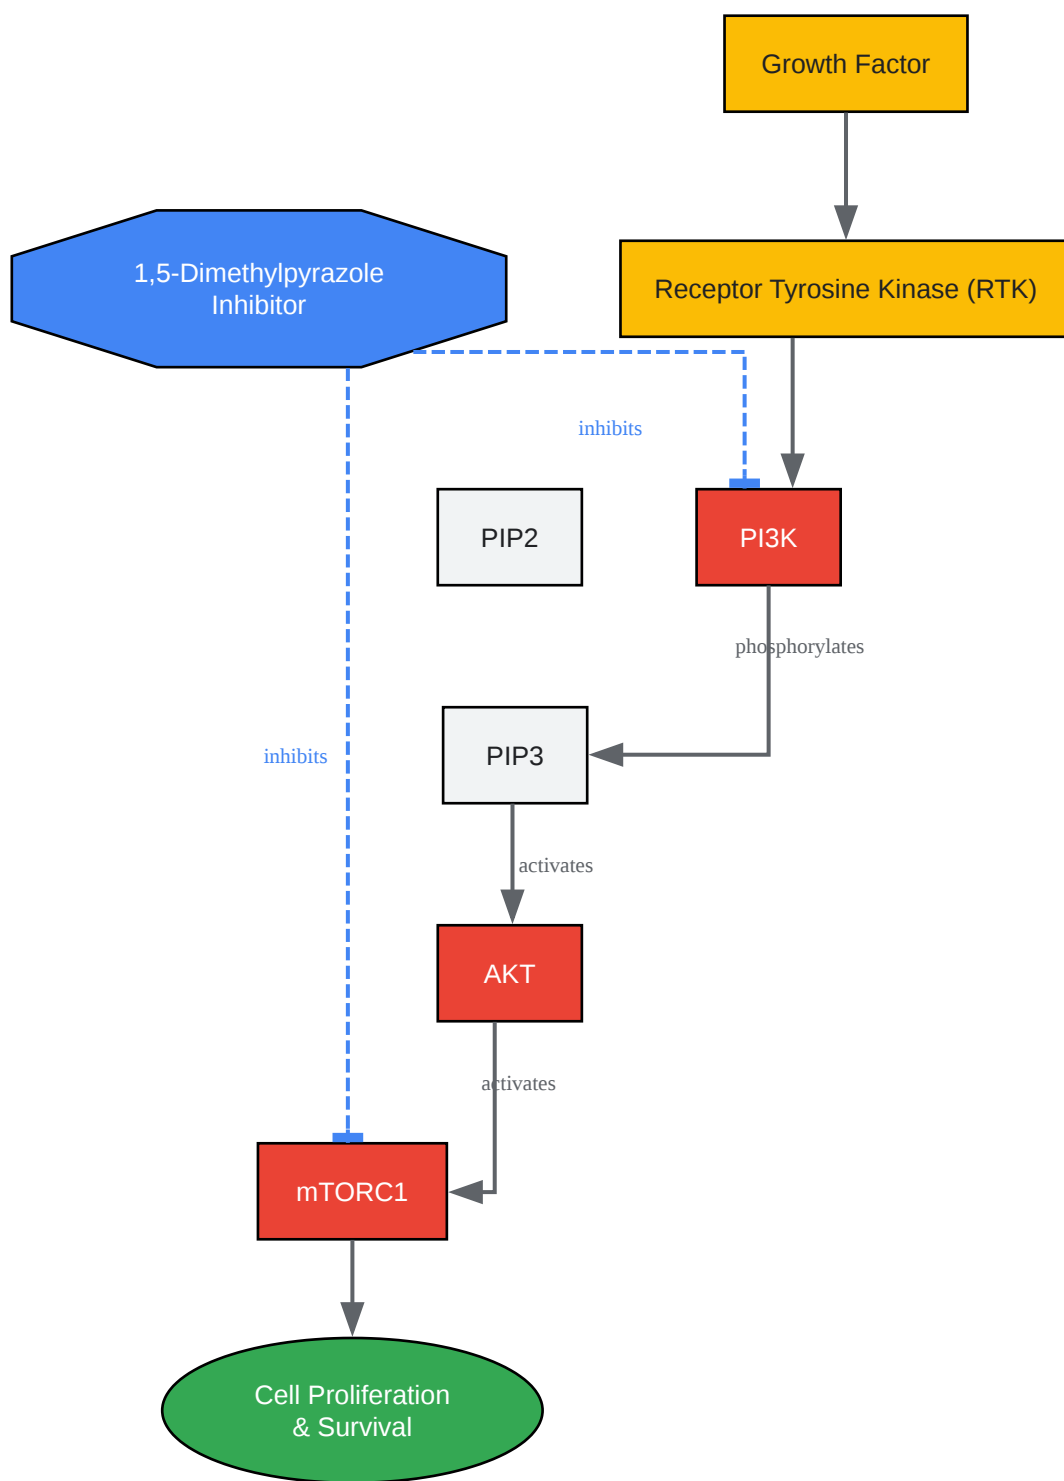 Growth Factor
1,5-Dimethylpyrazole
Inhibitor
Receptor Tyrosine Kinase (RTK)
inhibits
PIP2
PI3K
phosphorylates
inhibits
PIP3
activates
AKT
activates
mTORC1
Cell Proliferation
& Survival